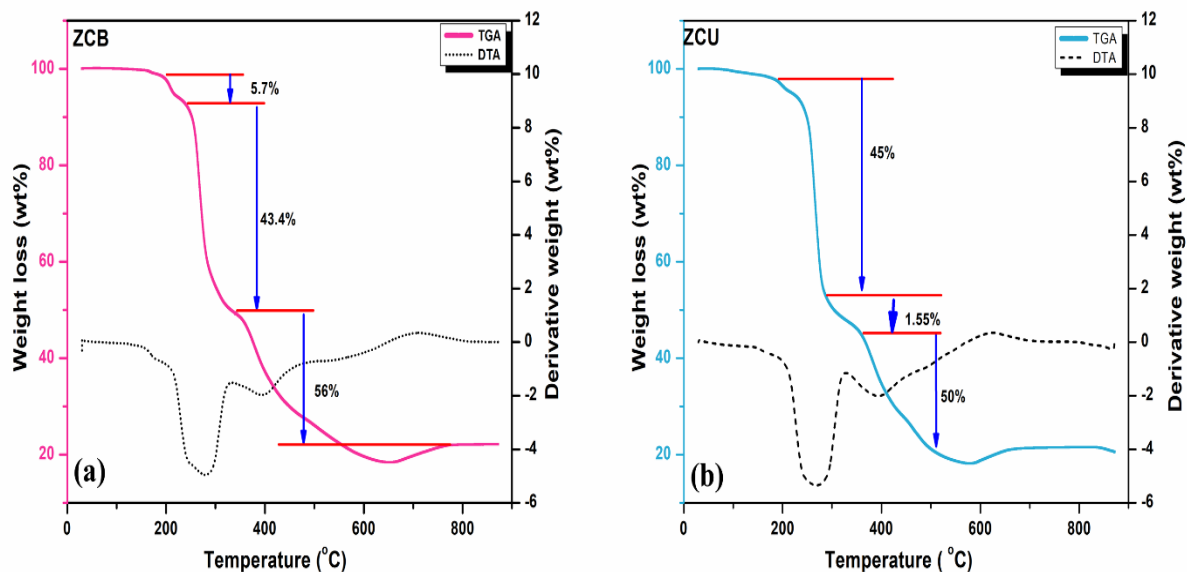 ZCB
TGA
DTA
5.7%
43.4%
56%
(a)
Weight loss (wt%)
100
80
60
40
20
Derivative weight (wt%)
12
10
8
6
4
2
0
-2
-4
-6
0 200 400 600 800
Temperature (°C)
ZCU
TGA
DTA
45%
1.55%
50%
(b)
Weight loss (wt%)
100
80
60
40
20
Derivative weight (wt%)
12
10
8
6
4
2
0
-2
-4
-6
0 200 400 600 800
Temperature (°C)